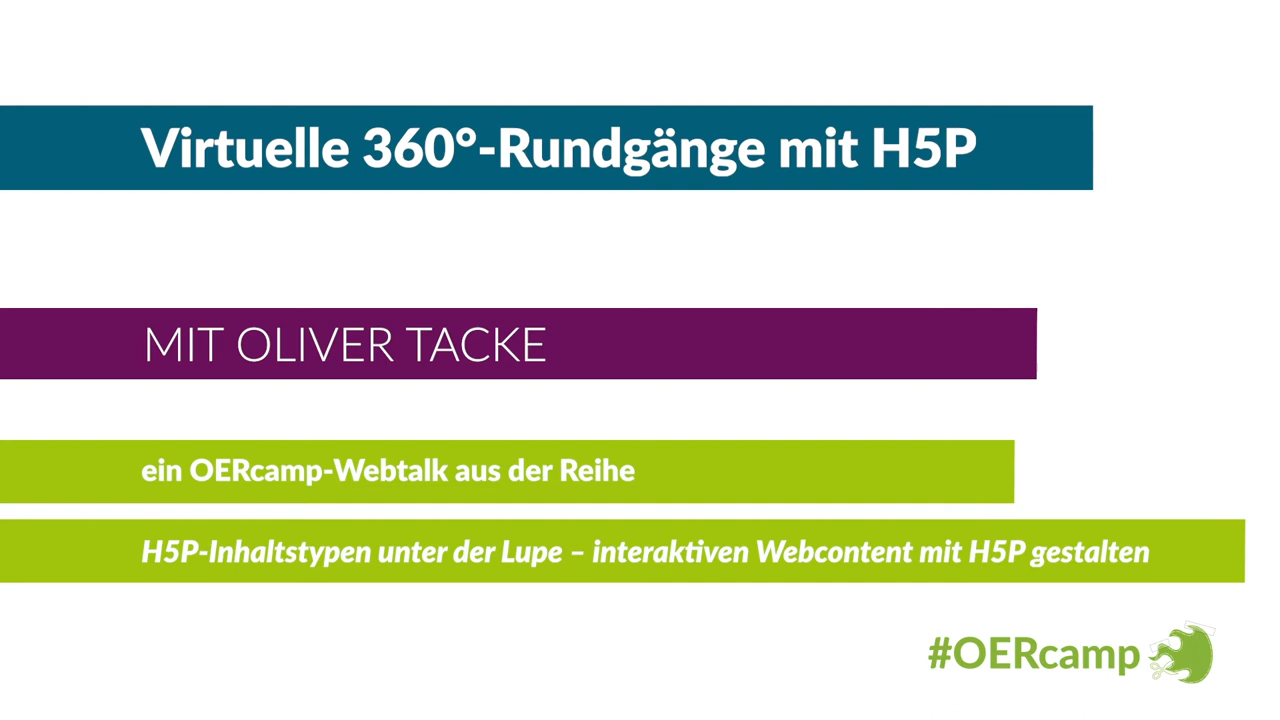 Virtuelle 360°-Rundgänge mit H5P
MIT OLIVER TACKE
ein OERcamp-Webtalk aus der Reihe
H5P-Inhaltstypen unter der Lupe – interaktiven Webcontent mit H5P gestalten
#OERcamp